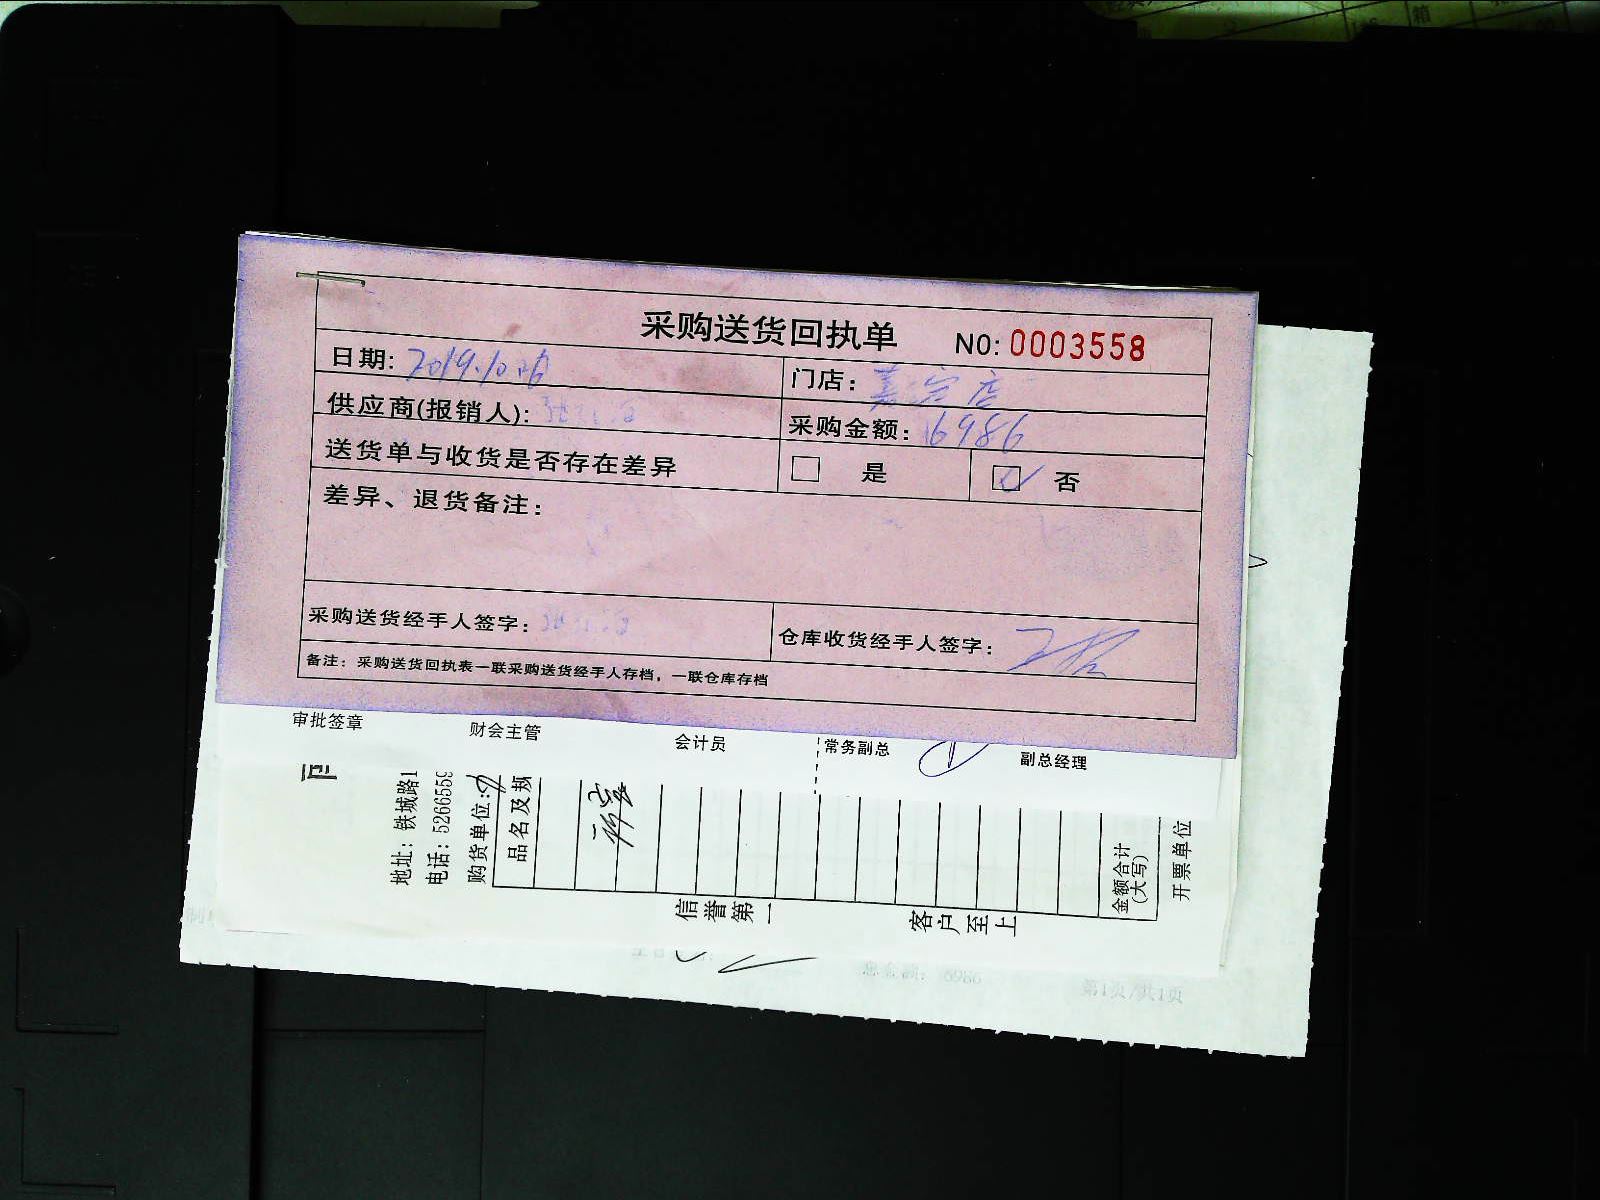 采购送货回执单 NO:0003558
日期: 2019.10
门店: 嘉定店
供应商(报销人):
采购金额: 6986
送货单与收货是否存在差异 □ 是 ☑ 否
差异、退货备注:
采购送货经手人签字:
仓库收货经手人签字:
备注: 采购送货回执表一联采购送货经手人存档,一联仓库存档
审批签章 财会主管 会计员 常务副总 副总经理
地址: 铁城路1
电话: 5266559
购货单位:
品名及规
金额合计
(大写)
开票单位
信誉第一 客户至上
总金额: 6986
第1页/共1页
箱